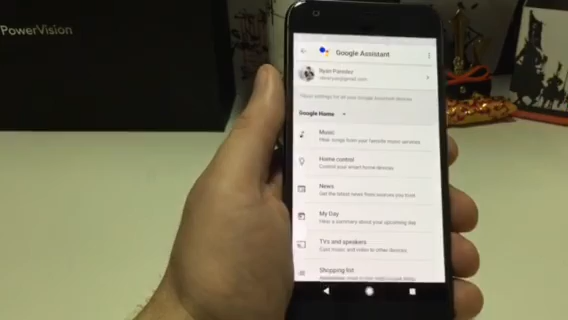 PowerVision
Google Assistant
Google Home
Music
Hear songs from your favorite music services
Home control
Control your smart home devices
News
Get the latest news from sources you trust
My Day
Hear a summary about your upcoming day
TVs and speakers
Cast music and video to other devices
Shopping list